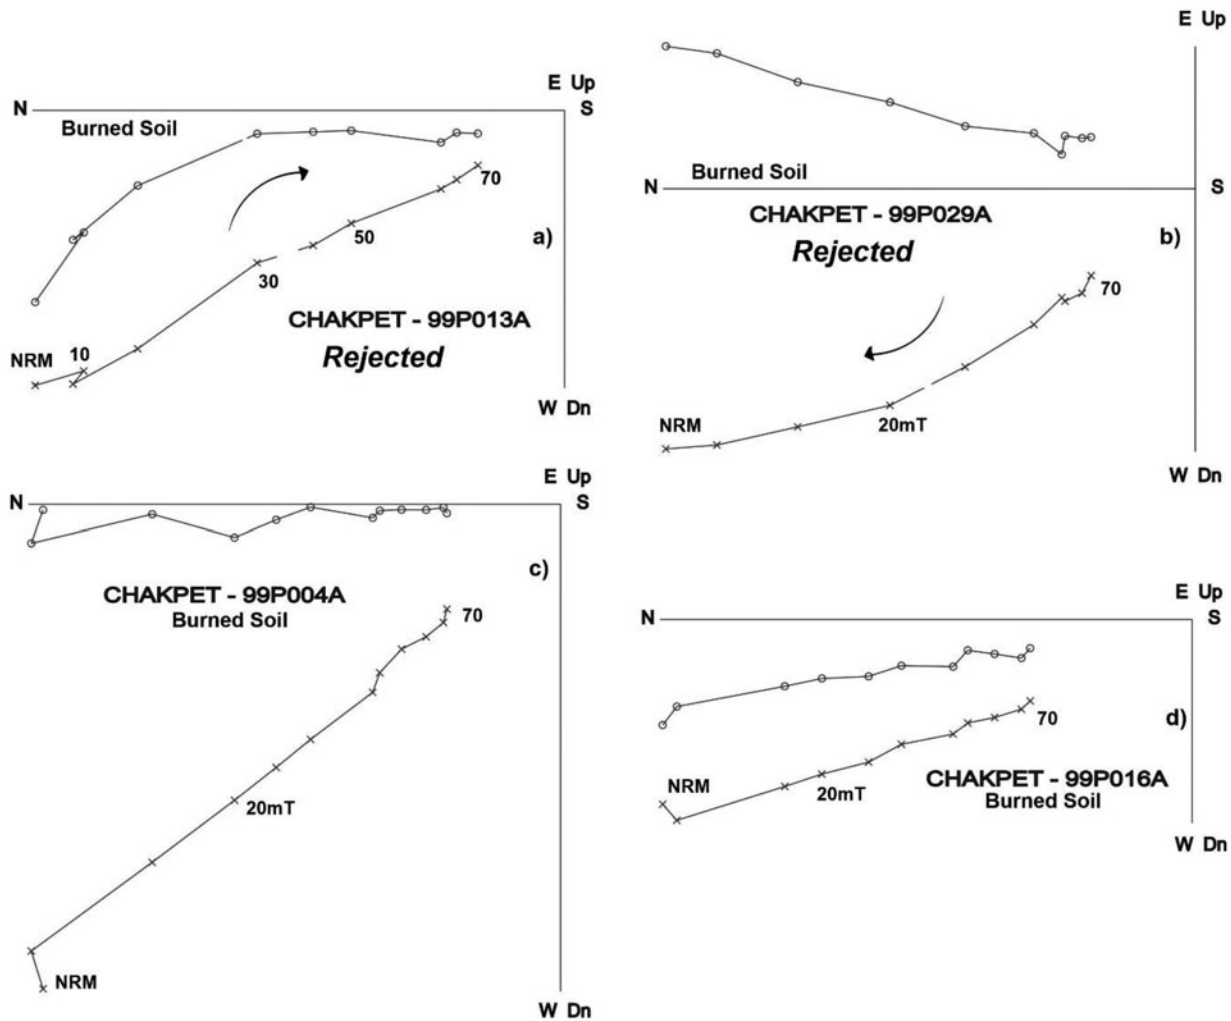 E Up
N
S
Burned Soil
70
a)
50
30
CHAKPET - 99P013A
Rejected
10
NRM
W Dn
E Up
Burned Soil
N
S
CHAKPET - 99P029A
b)
Rejected
70
20mT
NRM
W Dn
E Up
N
S
c)
CHAKPET - 99P004A
Burned Soil
70
20mT
NRM
W Dn
E Up
N
S
70
d)
NRM
20mT
CHAKPET - 99P016A
Burned Soil
W Dn